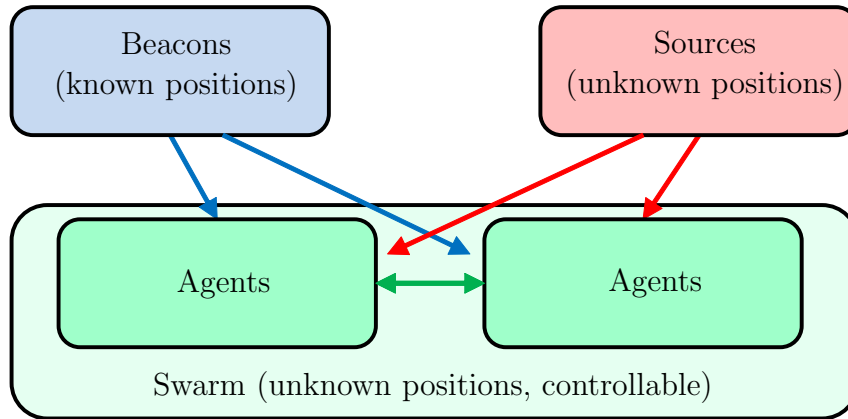 Beacons
(known positions)
Sources
(unknown positions)
Agents
Agents
Swarm (unknown positions, controllable)